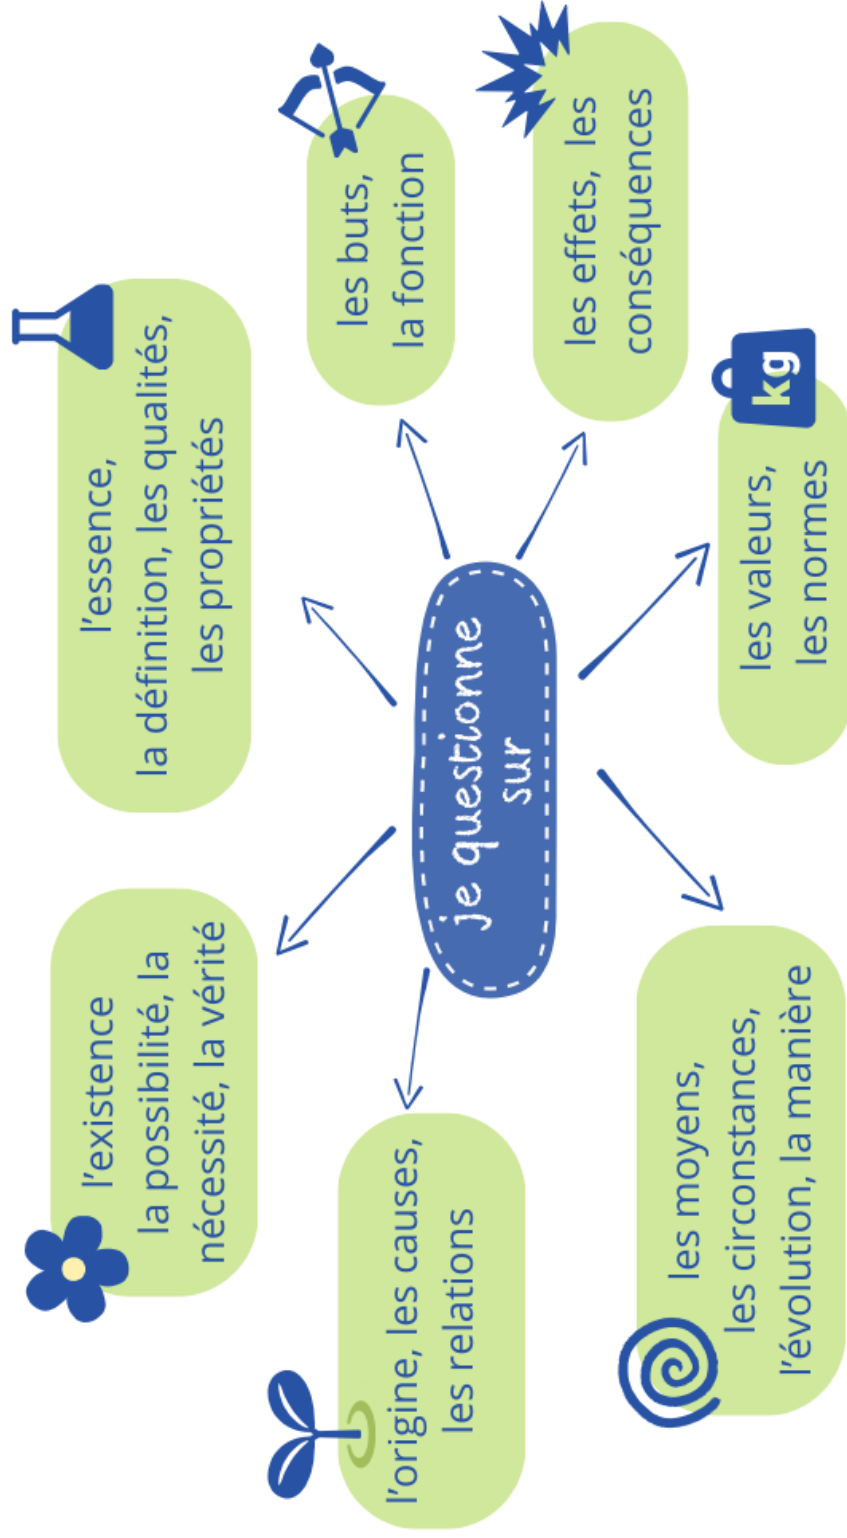 l'existence
la possibilité, la
nécessité, la vérité
l'essence,
la définition, les qualités,
les propriétés
l'origine, les causes,
les relations
je questionne
sur
les buts,
la fonction
les effets, les
conséquences
les moyens,
les circonstances,
l'évolution, la manière
les valeurs,
les normes
kg